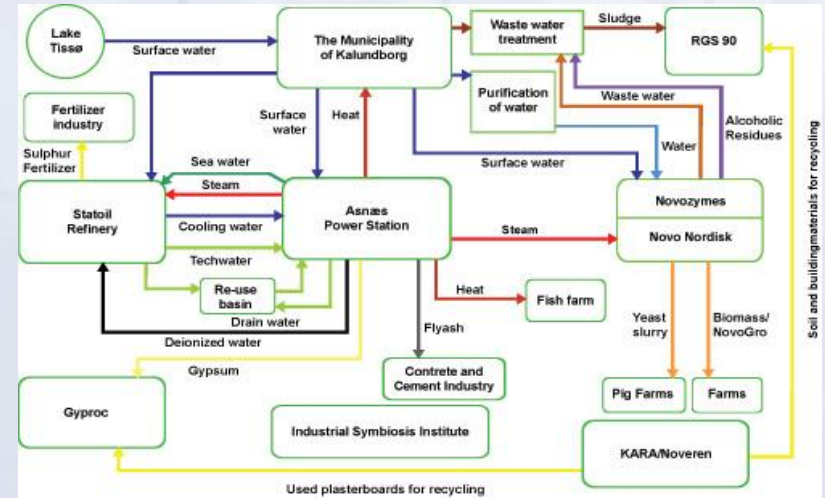 Lake
Tissø
Surface water
The Municipality
of Kalundborg
Waste water
treatment
Sludge
RGS 90
Fertilizer
industry
Surface
water
Heat
Purification
of water
Waste water
Alcoholic
Residues
Water
Sulphur
Fertilizer
Sea water
Surface water
Steam
Statoil
Refinery
Cooling water
Asnæs
Power Station
Steam
Novozymes
Novo Nordisk
Techwater
Re-use
basin
Heat
Fish farm
Drain water
Deionized water
Flyash
Yeast
slurry
Biomass/
NovoGro
Gypsum
Contrete and
Cement Industry
Pig Farms
Farms
Gyproc
Industrial Symbiosis Institute
KARA/Noveren
Used plasterboards for recycling
Soil and buildingmaterials for recycling